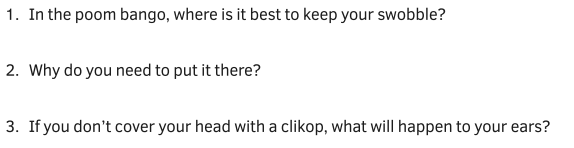 1. In the poom bango, where is it best to keep your swobble?
2. Why do you need to put it there?
3. If you don't cover your head with a clikop, what will happen to your ears?